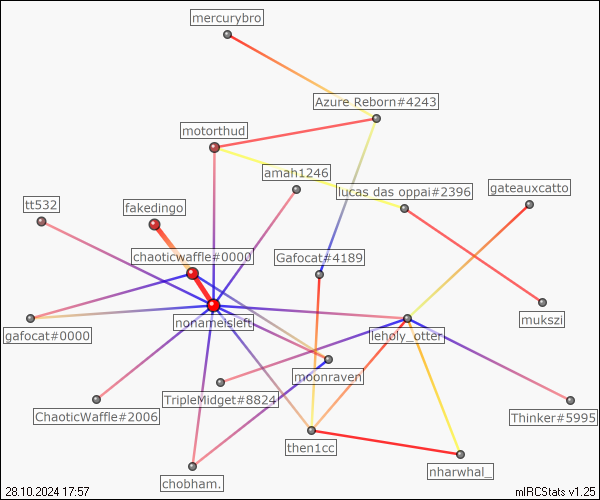 mercurybro
Azure Reborn#4243
motorthud
amah1246
lucas das oppai#2396
gateauxcatto
tt532
fakedingo
chaoticwaffle#0000
Gafocat#4189
mukszi
nonameisleft
gafocat#0000
leholy_otter
moonraven
TripleMidget#8824
ChaoticWaffle#2006
Thinker#5995
then1cc
nharwhal_
chobham.
28.10.2024 17:57
mIRCStats v1.25